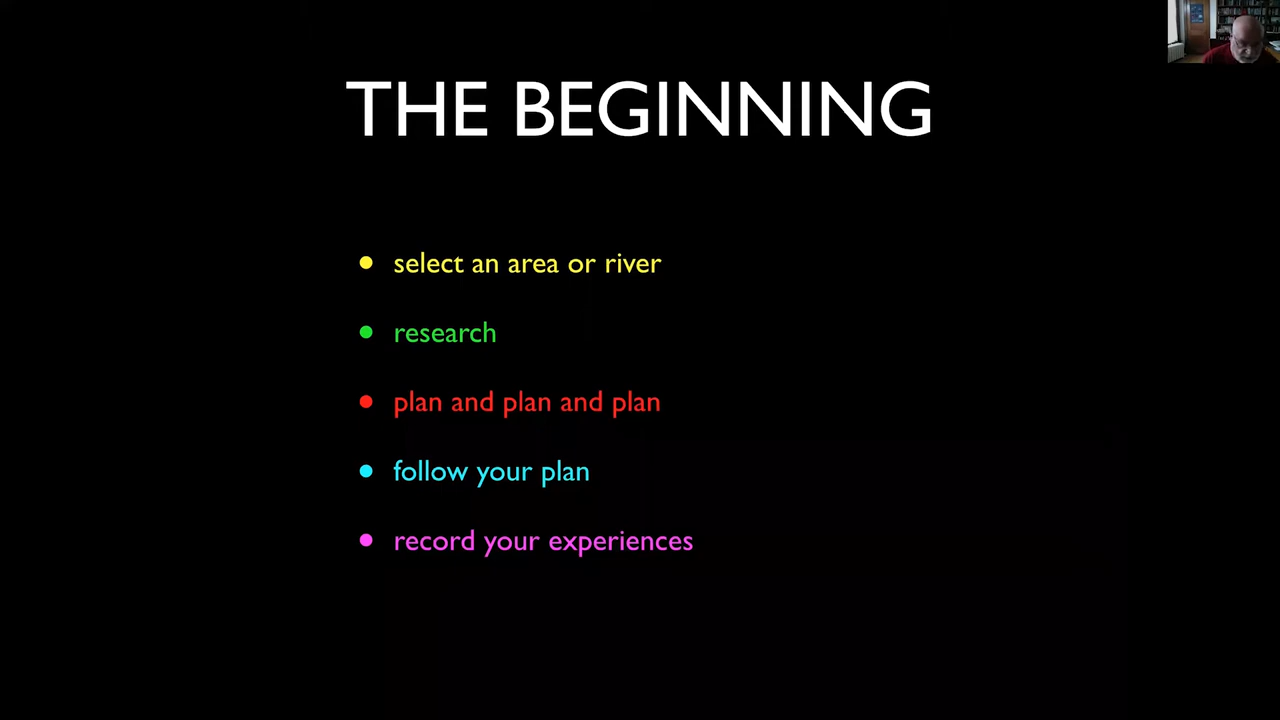 THE BEGINNING
select an area or river
research
plan and plan and plan
follow your plan
record your experiences